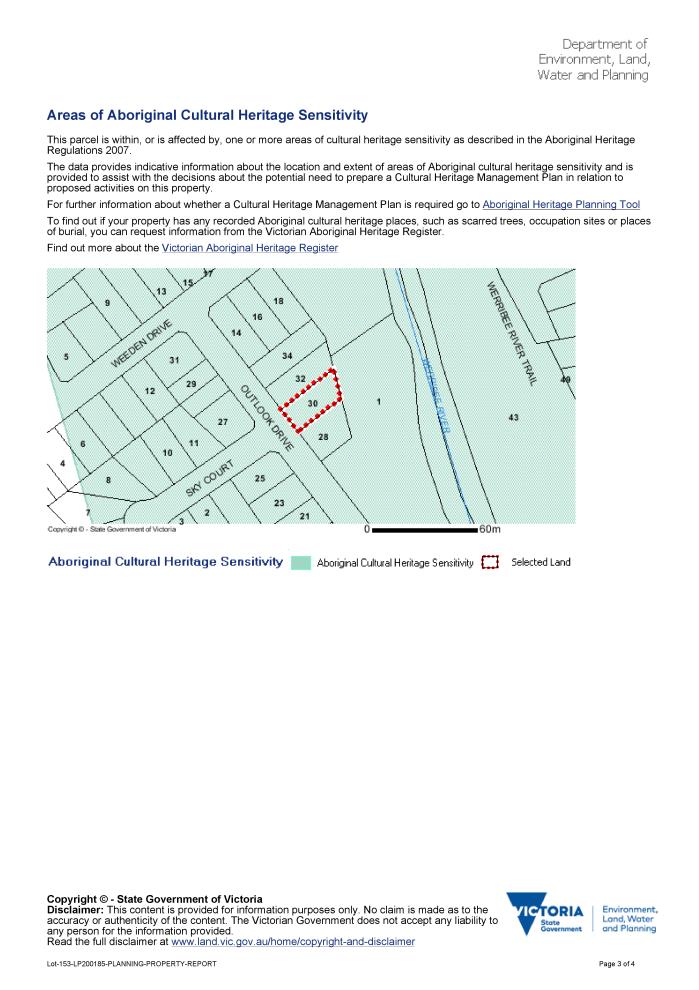 Department of
Environment, Land,
Water and Planning
Areas of Aboriginal Cultural Heritage Sensitivity
This parcel is within, or is affected by, one or more areas of cultural heritage sensitivity as described in the Aboriginal Heritage
Regulations 2007.
The data provides indicative information about the location and extent of areas of Aboriginal cultural heritage sensitivity and is
provided to assist with the decisions about the potential need to prepare a Cultural Heritage Management Plan in relation to
proposed activities on this property.
For further information about whether a Cultural Heritage Management Plan is required go to Aboriginal Heritage Planning Tool
To find out if your property has any recorded Aboriginal cultural heritage places, such as scarred trees, occupation sites or places
of burial, you can request information from the Victorian Aboriginal Heritage Register.
Find out more about the Victorian Aboriginal Heritage Register
17
15
13
9
18
16
14
5
WEEDEN DRIVE
31
34
32
12
29
30
1
OUTLOOK DRIVE
27
28
WERRIBEE RIVER
WERRIBEE RIVER TRAIL
49
43
6
11
10
4
8
SKY COURT
25
23
7
2
3
21
Copyright © - State Government of Victoria
0 60m
Aboriginal Cultural Heritage Sensitivity Aboriginal Cultural Heritage Sensitivity Selected Land
Copyright © - State Government of Victoria
Disclaimer: This content is provided for information purposes only. No claim is made as to the
accuracy or authenticity of the content. The Victorian Government does not accept any liability to
any person for the information provided.
Read the full disclaimer at www.land.vic.gov.au/home/copyright-and-disclaimer
VICTORIA
State
Government
Environment,
Land, Water
and Planning
Lot-153-LP200185-PLANNING-PROPERTY-REPORT
Page 3 of 4